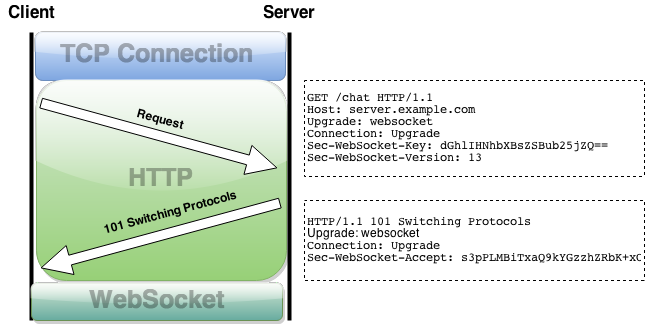 Client
Server
TCP Connection
Request
HTTP
101 Switching Protocols
WebSocket
GET /chat HTTP/1.1
Host: server.example.com
Upgrade: websocket
Connection: Upgrade
Sec-WebSocket-Key: dGhlIHNhbXBsZSBub25jZQ==
Sec-WebSocket-Version: 13
HTTP/1.1 101 Switching Protocols
Upgrade: websocket
Connection: Upgrade
Sec-WebSocket-Accept: s3pPLMBiTxaQ9kYGzzhZRbK+xO